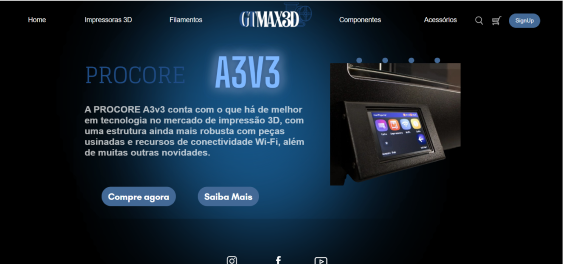 Home Impressoras 3D Filamentos GTMAX3D Componentes Acessórios SignUp
PROCORE A3V3
A PROCORE A3v3 conta com o que há de melhor
em tecnologia no mercado de impressão 3D, com
uma estrutura ainda mais robusta com peças
usinadas e recursos de conectividade Wi-Fi, além
de muitas outras novidades.
Compre agora Saiba Mais